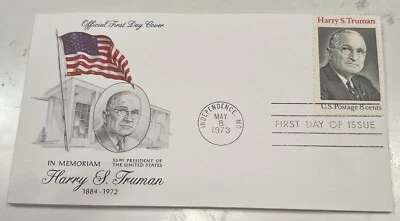 Official First Day Cover
Harry S. Truman
U.S. Postage 8 cents
INDEPENDENCE, MO.
MAY
8
1973
FIRST DAY OF ISSUE
IN MEMORIAM
33RD PRESIDENT OF
THE UNITED STATES
Harry S. Truman
1884 - 1972